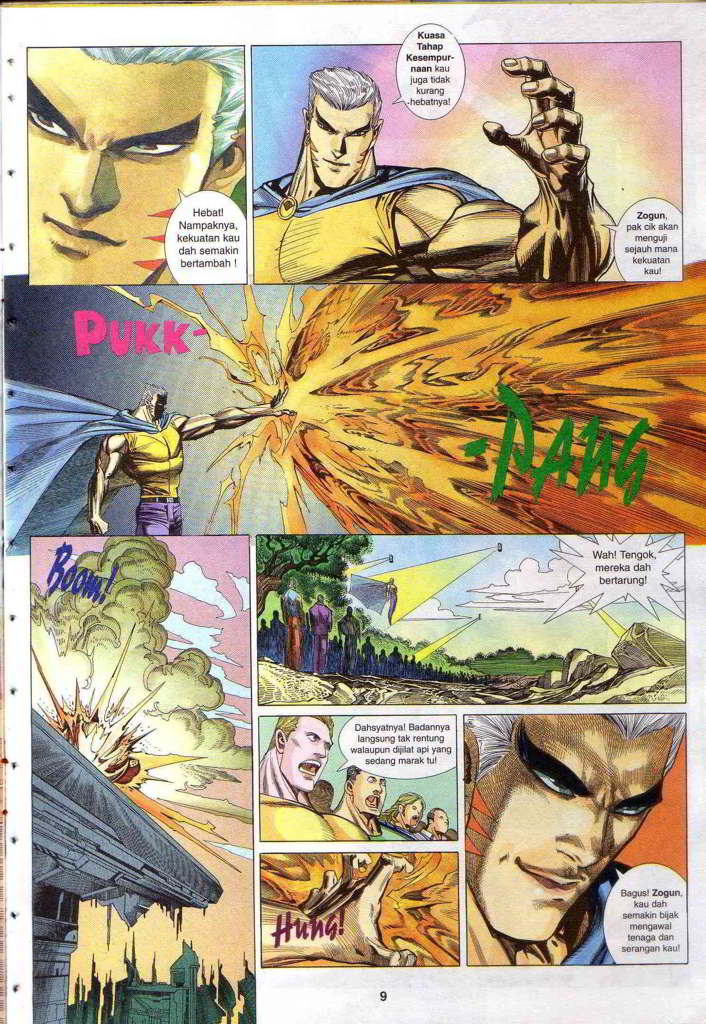 Hebat!
Nampaknya,
kekuatan kau
dah semakin
bertambah !
Kuasa
Tahap
Kesempur-
naan kau
juga tidak
kurang
hebatnya!
Zogun,
pak cik akan
menguji
sejauh mana
kekuatan
kau!
PUKK-
-PANG
Boom!
Wah! Tengok,
mereka dah
bertarung!
Dahsyatnya! Badannya
langsung tak rentung
walaupun dijilat api yang
sedang marak tu!
Hung!
Bagus! Zogun,
kau dah
semakin bijak
mengawal
tenaga dan
serangan kau!
9